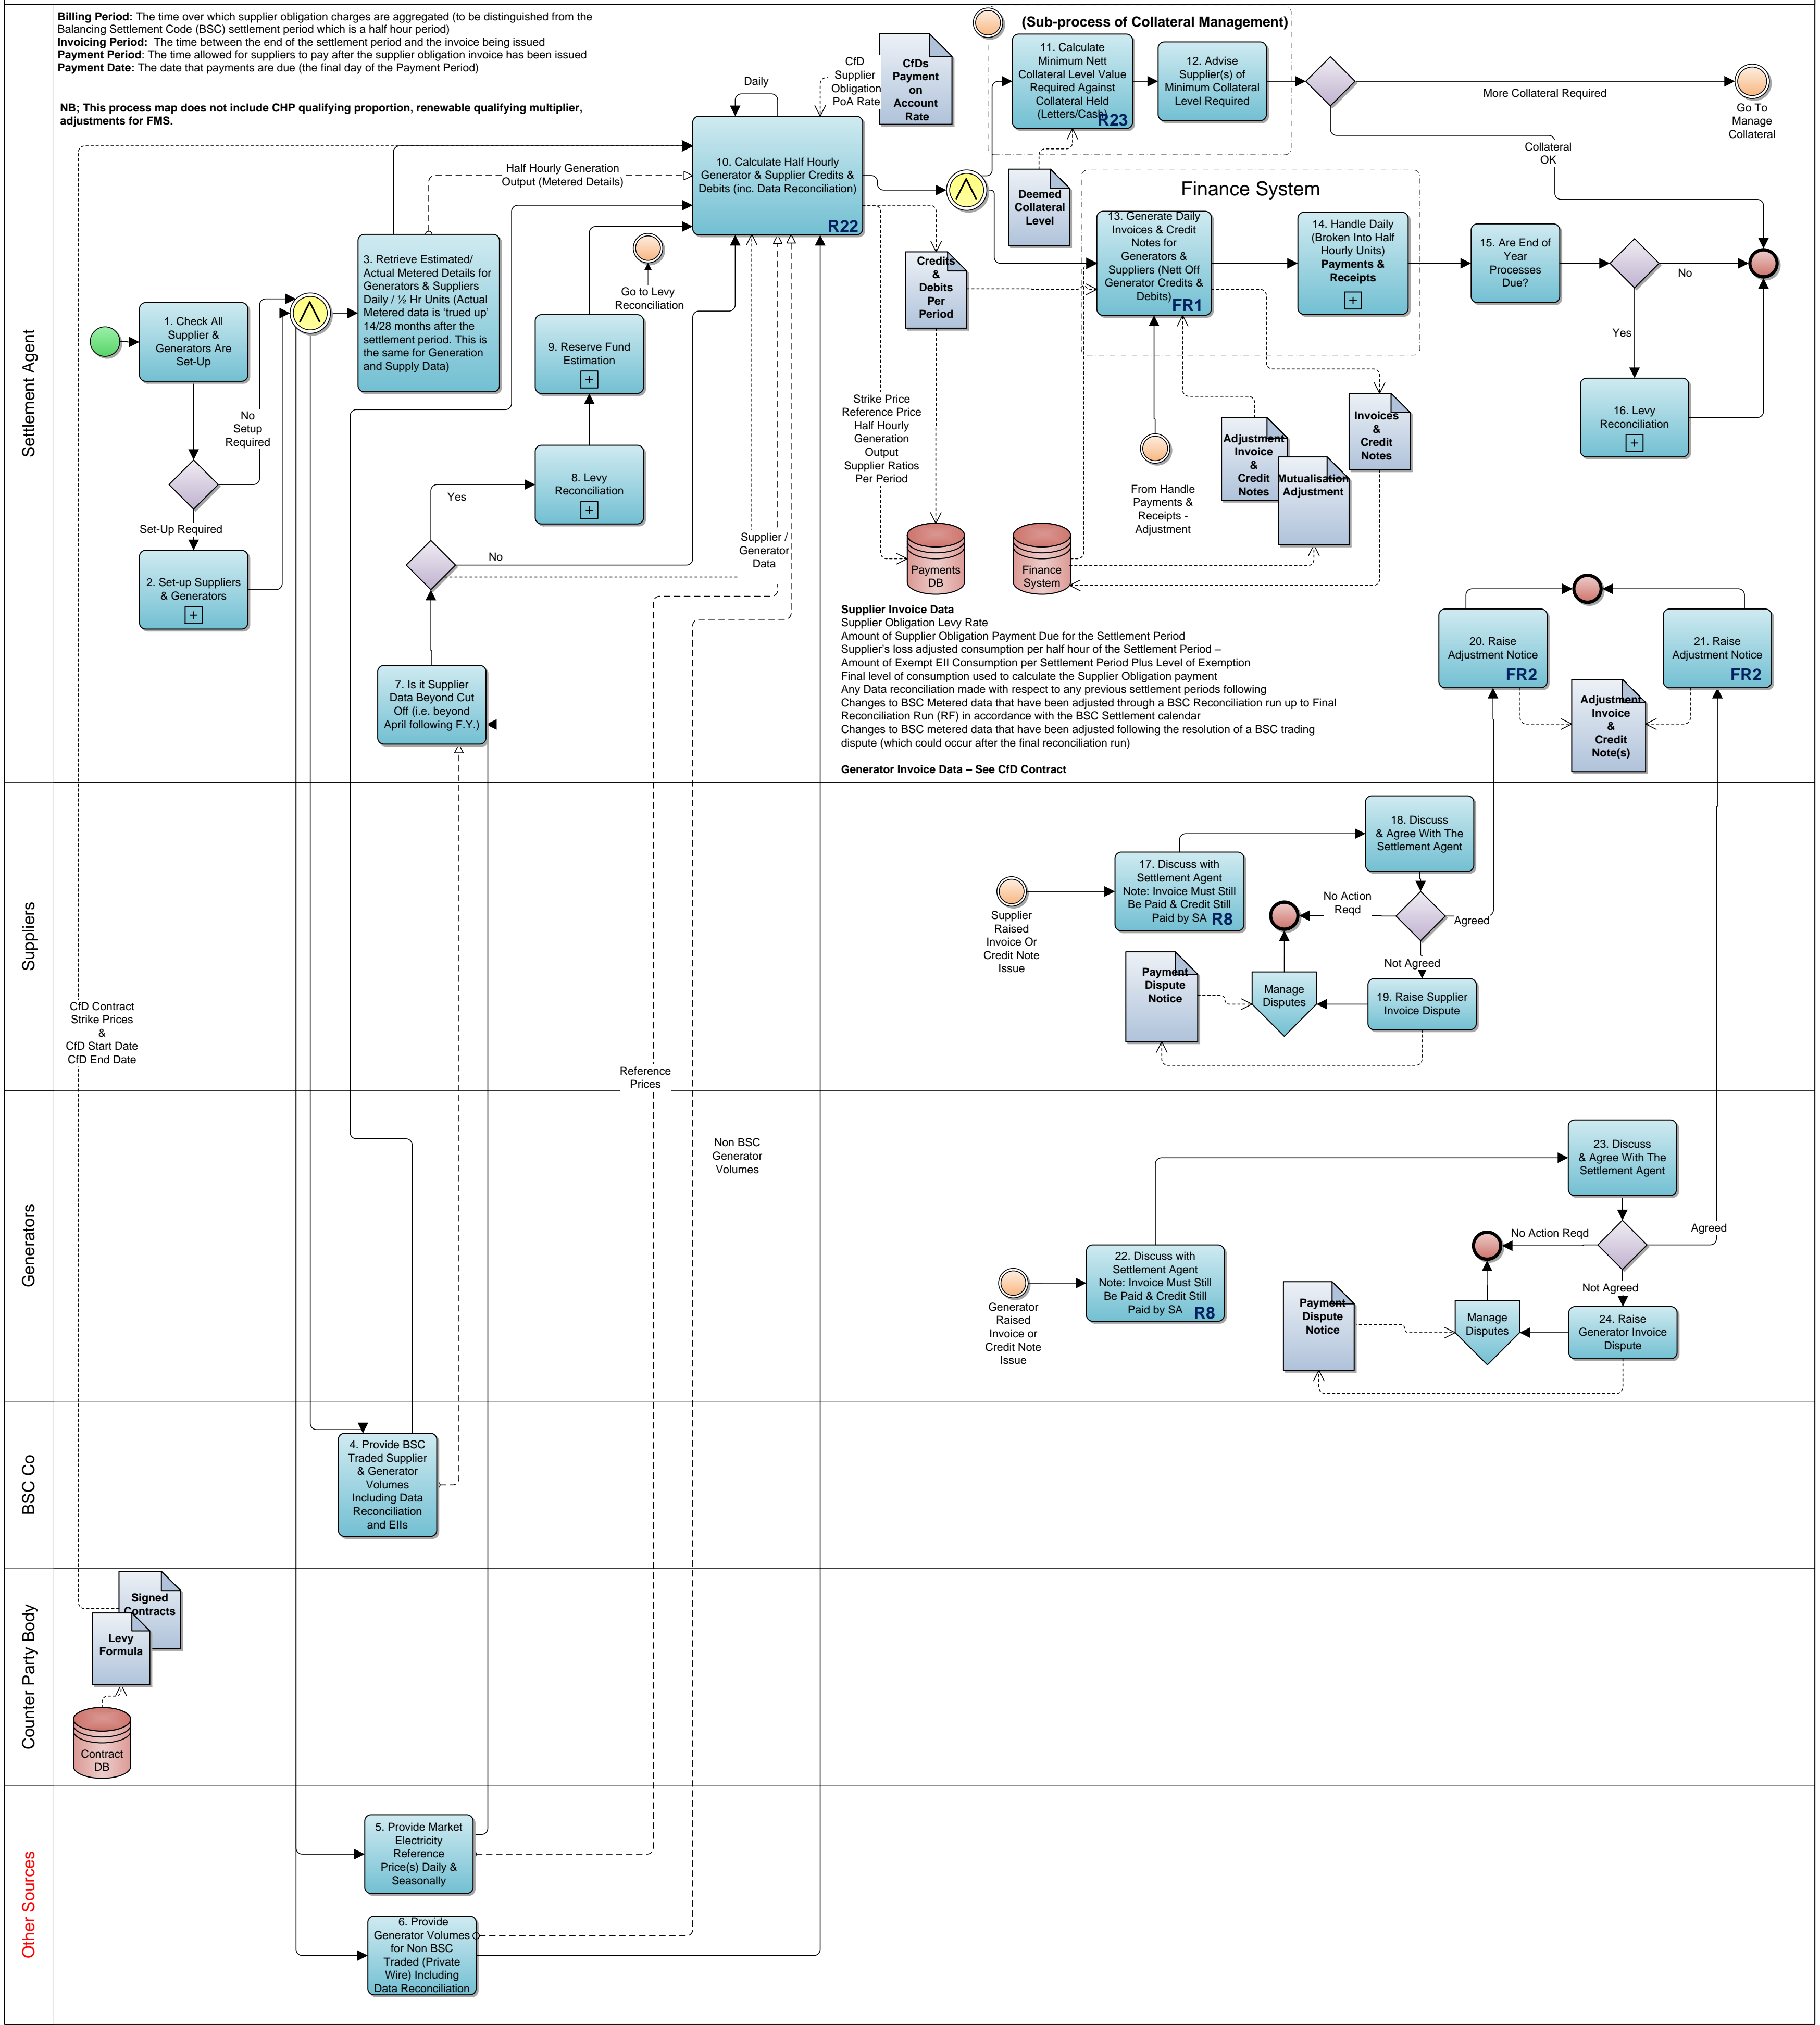 Billing Period: The time over which supplier obligation charges are aggregated (to be distinguished from the
Balancing Settlement Code (BSC) settlement period which is a half hour period)
Invoicing Period: The time between the end of the settlement period and the invoice being issued
Payment Period: The time allowed for suppliers to pay after the supplier obligation invoice has been issued
Payment Date: The date that payments are due (the final day of the Payment Period)
NB; This process map does not include CHP qualifying proportion, renewable qualifying multiplier,
adjustments for FMS.
Settlement Agent
1. Check All
Supplier &
Generators Are
Set-Up
No
Setup
Required
Set-Up Required
2. Set-up Suppliers
& Generators
3. Retrieve Estimated/
Actual Metered Details for
Generators & Suppliers
Daily / ½ Hr Units (Actual
Metered data is ‘trued up’
14/28 months after the
settlement period. This is
the same for Generation
and Supply Data)
Half Hourly Generation
Output (Metered Details)
Daily
CfD
Supplier
Obligation
PoA Rate
CfDs
Payment
on
Account
Rate
10. Calculate Half Hourly
Generator & Supplier Credits &
Debits (inc. Data Reconciliation)
R22
Go to Levy
Reconciliation
9. Reserve Fund
Estimation
8. Levy
Reconciliation
Yes
No
7. Is it Supplier
Data Beyond Cut
Off (i.e. beyond
April following F.Y.)
Supplier /
Generator
Data
(Sub-process of Collateral Management)
11. Calculate
Minimum Nett
Collateral Level Value
Required Against
Collateral Held
(Letters/Cash)
R23
12. Advise
Supplier(s) of
Minimum Collateral
Level Required
More Collateral Required
Go To
Manage
Collateral
Collateral
OK
Deemed
Collateral
Level
Finance System
13. Generate Daily
Invoices & Credit
Notes for
Generators &
Suppliers (Nett Off
Generator Credits &
Debits)
FR1
14. Handle Daily
(Broken Into Half
Hourly Units)
Payments &
Receipts
15. Are End of
Year
Processes
Due?
No
Yes
16. Levy
Reconciliation
Credits
&
Debits
Per
Period
Strike Price
Reference Price
Half Hourly
Generation
Output
Supplier Ratios
Per Period
Payments
DB
Finance
System
From Handle
Payments &
Receipts -
Adjustment
Adjustment
Invoice
&
Credit
Notes
Mutualisation
Adjustment
Invoices
&
Credit
Notes
Supplier Invoice Data
Supplier Obligation Levy Rate
Amount of Supplier Obligation Payment Due for the Settlement Period
Supplier’s loss adjusted consumption per half hour of the Settlement Period –
Amount of Exempt EII Consumption per Settlement Period Plus Level of Exemption
Final level of consumption used to calculate the Supplier Obligation payment
Any Data reconciliation made with respect to any previous settlement periods following
Changes to BSC Metered data that have been adjusted through a BSC Reconciliation run up to Final
Reconciliation Run (RF) in accordance with the BSC Settlement calendar
Changes to BSC metered data that have been adjusted following the resolution of a BSC trading
dispute (which could occur after the final reconciliation run)
Generator Invoice Data – See CfD Contract
20. Raise
Adjustment Notice
FR2
21. Raise
Adjustment Notice
FR2
Adjustment
Invoice
&
Credit
Note(s)
Suppliers
CfD Contract
Strike Prices
&
CfD Start Date
CfD End Date
Reference
Prices
Supplier
Raised
Invoice Or
Credit Note
Issue
17. Discuss with
Settlement Agent
Note: Invoice Must Still
Be Paid & Credit Still
Paid by SA
R8
18. Discuss
& Agree With The
Settlement Agent
No Action
Reqd
Agreed
Not Agreed
Payment
Dispute
Notice
Manage
Disputes
19. Raise Supplier
Invoice Dispute
Generators
Non BSC
Generator
Volumes
Generator
Raised
Invoice or
Credit Note
Issue
22. Discuss with
Settlement Agent
Note: Invoice Must Still
Be Paid & Credit Still
Paid by SA
R8
23. Discuss
& Agree With The
Settlement Agent
No Action Reqd
Agreed
Not Agreed
Payment
Dispute
Notice
Manage
Disputes
24. Raise
Generator Invoice
Dispute
BSC Co
4. Provide BSC
Traded Supplier
& Generator
Volumes
Including Data
Reconciliation
and EIIs
Counter Party Body
Signed
Contracts
Levy
Formula
Contract
DB
Other Sources
5. Provide Market
Electricity
Reference
Price(s) Daily &
Seasonally
6. Provide
Generator Volumes
for Non BSC
Traded (Private
Wire) Including
Data Reconciliation